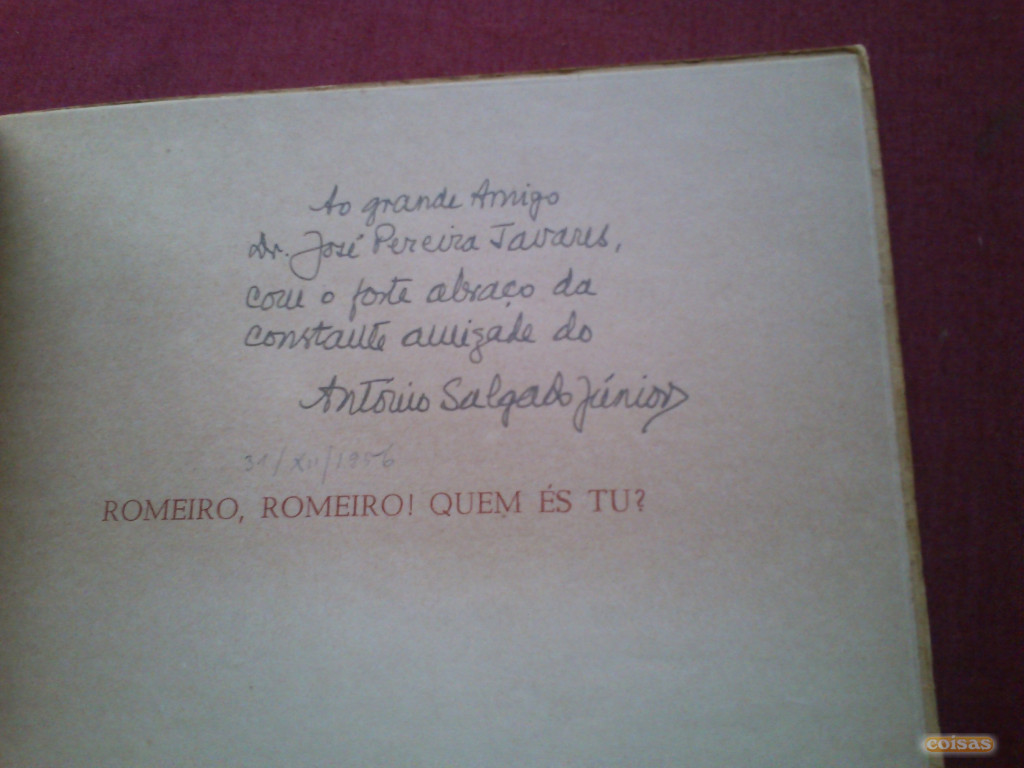 Ao grande Amigo
Dr. José Pereira Tavares,
com o forte abraço da
constante amizade do
António Salgado Júnior
31/XII/1956
ROMEIRO, ROMEIRO! QUEM ÉS TU?
coisas